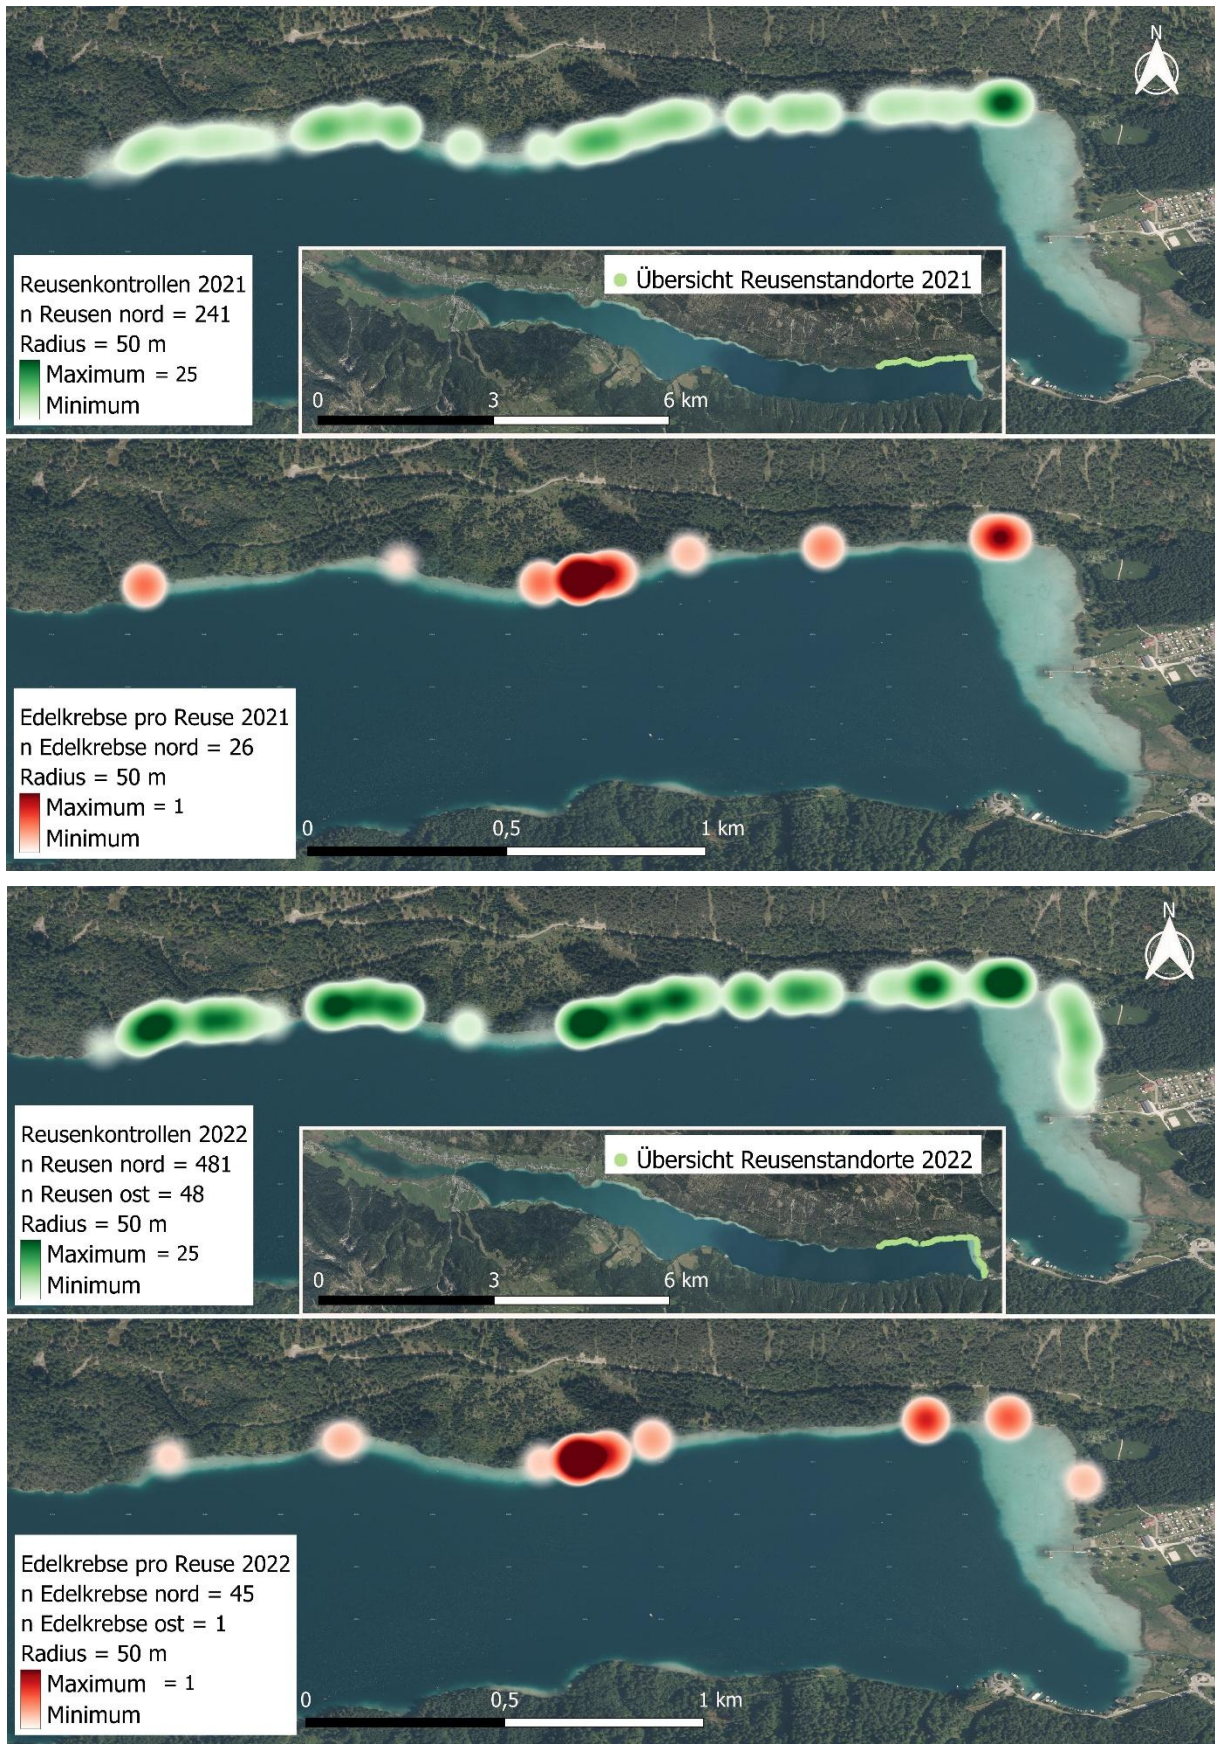 N
Reusenkontrollen 2021
n Reusen nord = 241
Radius = 50 m
Maximum = 25
Minimum
Übersicht Reusenstandorte 2021
0 3 6 km
Edelkrebse pro Reuse 2021
n Edelkrebse nord = 26
Radius = 50 m
Maximum = 1
Minimum
0 0,5 1 km
N
Reusenkontrollen 2022
n Reusen nord = 481
n Reusen ost = 48
Radius = 50 m
Maximum = 25
Minimum
Übersicht Reusenstandorte 2022
0 3 6 km
Edelkrebse pro Reuse 2022
n Edelkrebse nord = 45
n Edelkrebse ost = 1
Radius = 50 m
Maximum = 1
Minimum
0 0,5 1 km